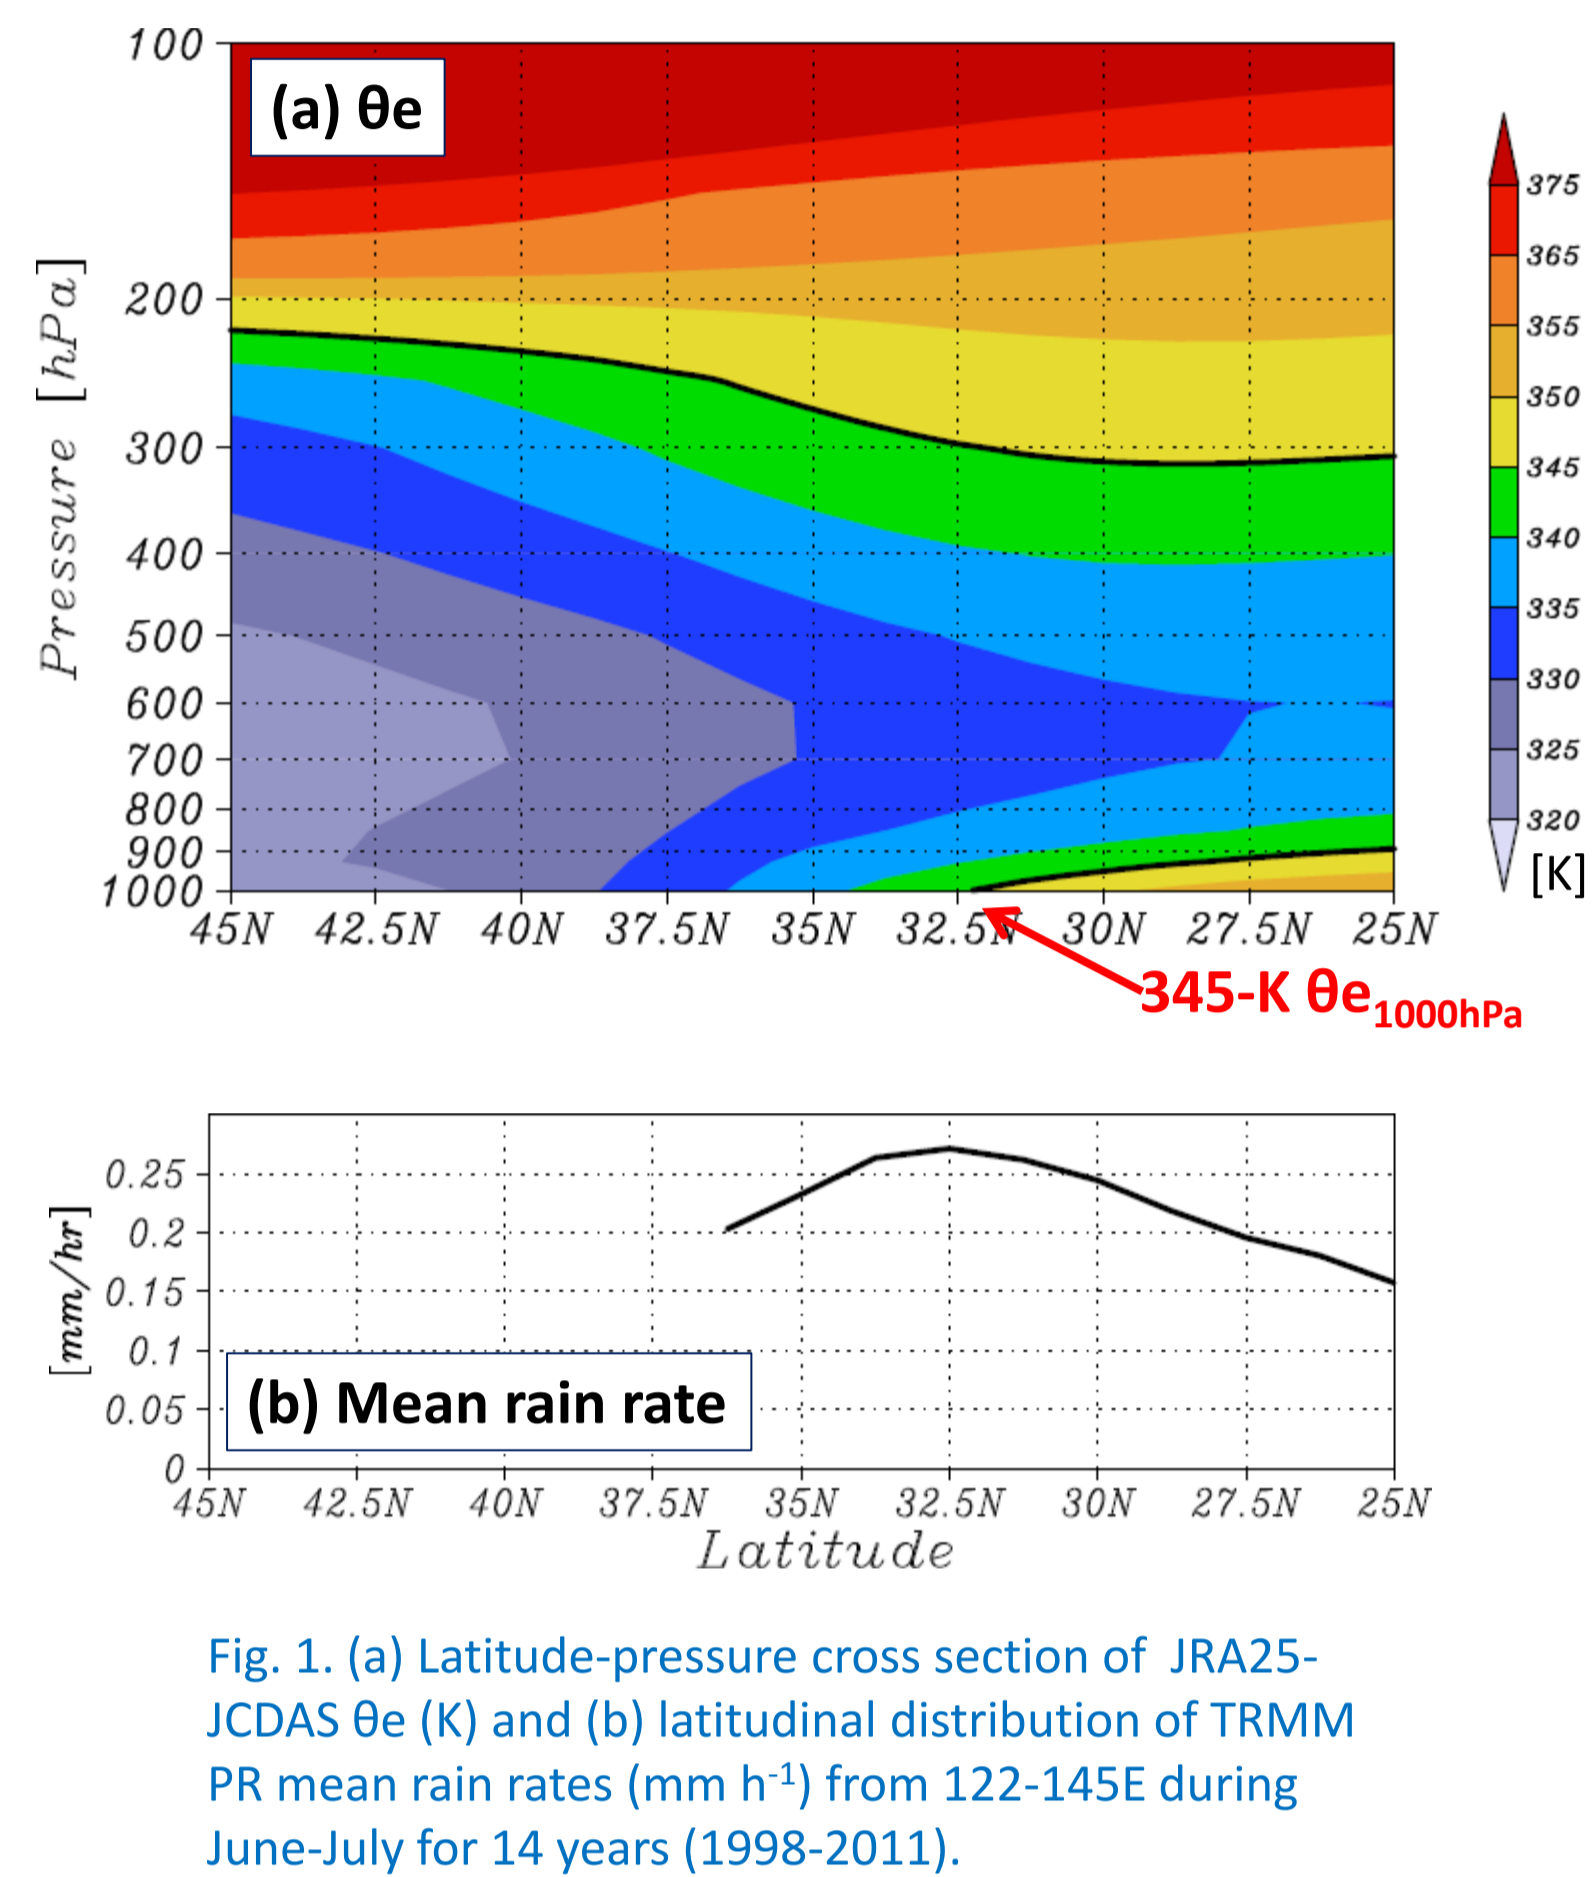 100
(a) θe
200
300
400
500
600
700
800
900
1000
Pressure [hPa]
45N 42.5N 40N 37.5N 35N 32.5N 30N 27.5N 25N
375
365
355
350
345
340
335
330
325
320
[K]
345-K θe1000hPa
0.25
0.2
0.15
0.1
0.05
0
[mm/hr]
(b) Mean rain rate
45N 42.5N 40N 37.5N 35N 32.5N 30N 27.5N 25N
Latitude
Fig. 1. (a) Latitude-pressure cross section of JRA25-
JCDAS θe (K) and (b) latitudinal distribution of TRMM
PR mean rain rates (mm h-1) from 122-145E during
June-July for 14 years (1998-2011).